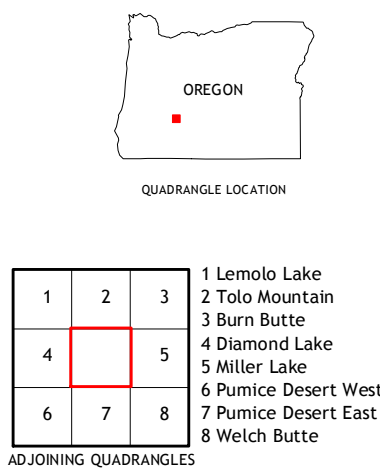 OREGON
QUADRANGLE LOCATION
1 2 3
4 5
6 7 8
1 Lemolo Lake
2 Tolo Mountain
3 Burn Butte
4 Diamond Lake
5 Miller Lake
6 Pumice Desert West
7 Pumice Desert East
8 Welch Butte
ADJOINING QUADRANGLES